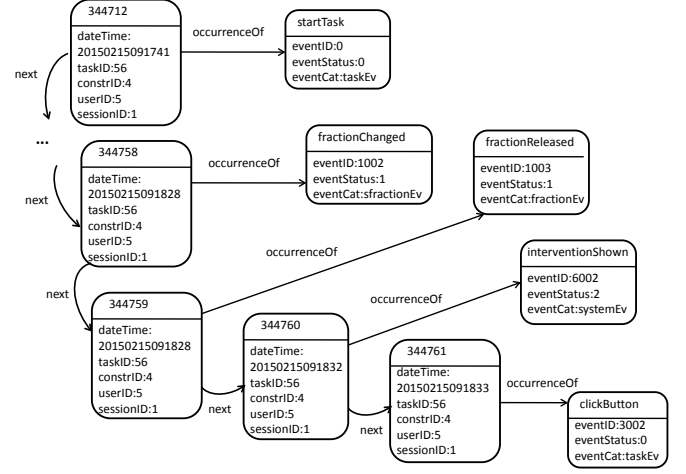 344712
dateTime:
20150215091741
taskID:56
constrID:4
userID:5
sessionID:1
occurrenceOf
startTask
eventID:0
eventStatus:0
eventCat:taskEv
next
...
344758
dateTime:
20150215091828
taskID:56
constrID:4
userID:5
sessionID:1
occurrenceOf
fractionChanged
eventID:1002
eventStatus:1
eventCat:sfractionEv
fractionReleased
eventID:1003
eventStatus:1
eventCat:fractionEv
next
occurrenceOf
next
344759
dateTime:
20150215091828
taskID:56
constrID:4
userID:5
sessionID:1
interventionShown
eventID:6002
eventStatus:2
eventCat:systemEv
occurrenceOf
344760
dateTime:
20150215091832
taskID:56
constrID:4
userID:5
sessionID:1
next
344761
dateTime:
20150215091833
taskID:56
constrID:4
userID:5
sessionID:1
next
occurrenceOf
clickButton
eventID:3002
eventStatus:0
eventCat:taskEv